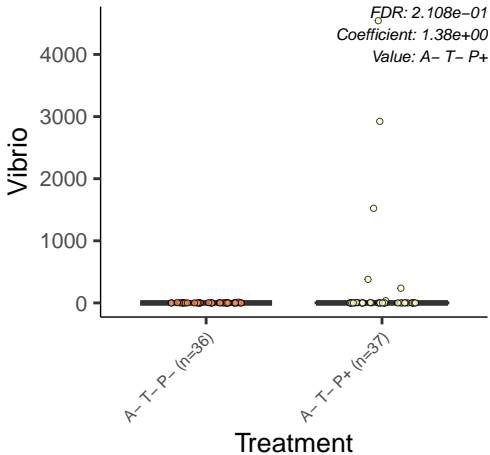 FDR: 2.108e−01
Coefficient: 1.38e+00
Value: A− T− P+
4000
3000
2000
1000
0
Vibrio
A− T− P− (n=36)
A− T− P+ (n=37)
Treatment